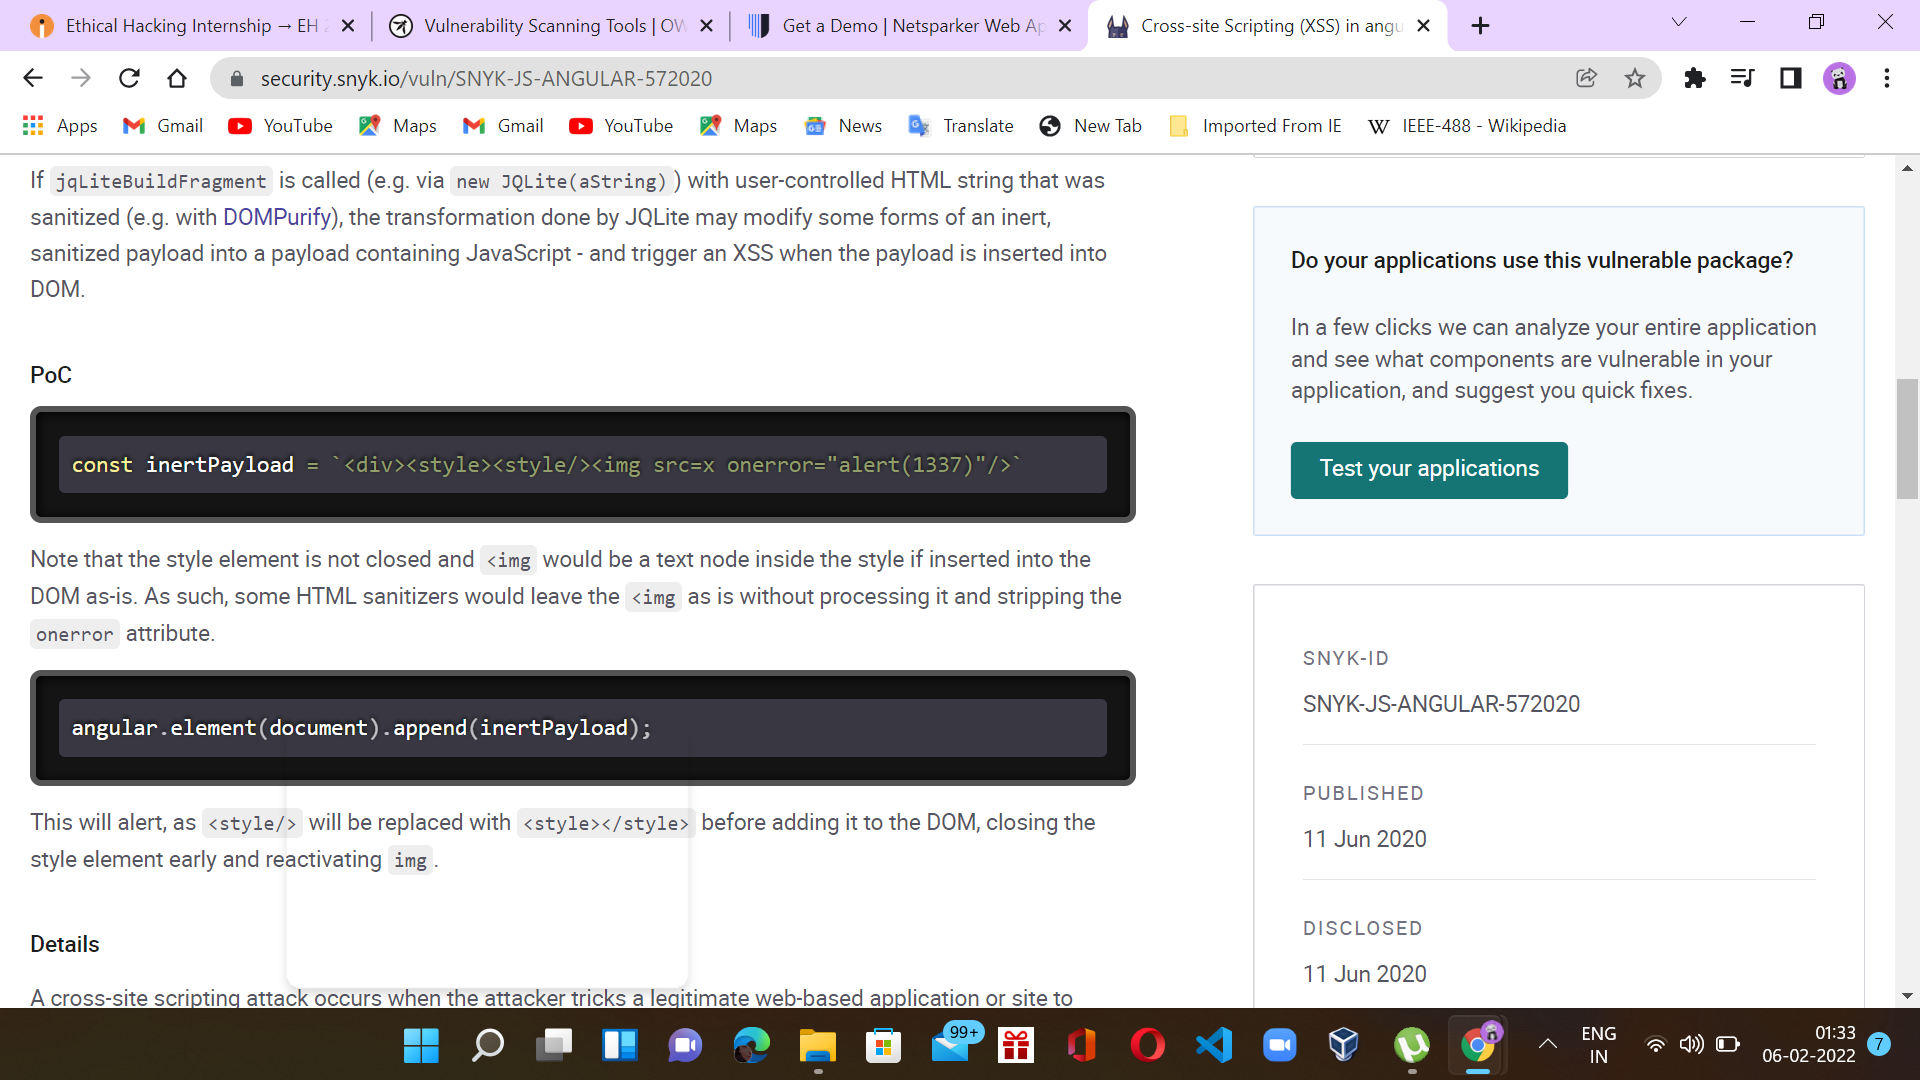 Ethical Hacking Internship → EH
Vulnerability Scanning Tools | OW
Get a Demo | Netsparker Web Ap
Cross-site Scripting (XSS) in angu
security.snyk.io/vuln/SNYK-JS-ANGULAR-572020
Apps
Gmail
YouTube
Maps
Gmail
YouTube
Maps
News
Translate
New Tab
Imported From IE
W IEEE-488 - Wikipedia
If jqLiteBuildFragment is called (e.g. via new JQLite(aString) ) with user-controlled HTML string that was
sanitized (e.g. with DOMPurify), the transformation done by JQLite may modify some forms of an inert,
sanitized payload into a payload containing JavaScript - and trigger an XSS when the payload is inserted into
DOM.
PoC
const inertPayload = `<div><style><style/><img src=x onerror="alert(1337)"/>`
Note that the style element is not closed and <img would be a text node inside the style if inserted into the
DOM as-is. As such, some HTML sanitizers would leave the <img as is without processing it and stripping the
onerror attribute.
angular.element(document).append(inertPayload);
This will alert, as <style/> will be replaced with <style></style> before adding it to the DOM, closing the
style element early and reactivating img .
Details
A cross-site scripting attack occurs when the attacker tricks a legitimate web-based application or site to
Do your applications use this vulnerable package?
In a few clicks we can analyze your entire application
and see what components are vulnerable in your
application, and suggest you quick fixes.
Test your applications
SNYK-ID
SNYK-JS-ANGULAR-572020
PUBLISHED
11 Jun 2020
DISCLOSED
11 Jun 2020
99+
ENG
IN
01:33
06-02-2022
7